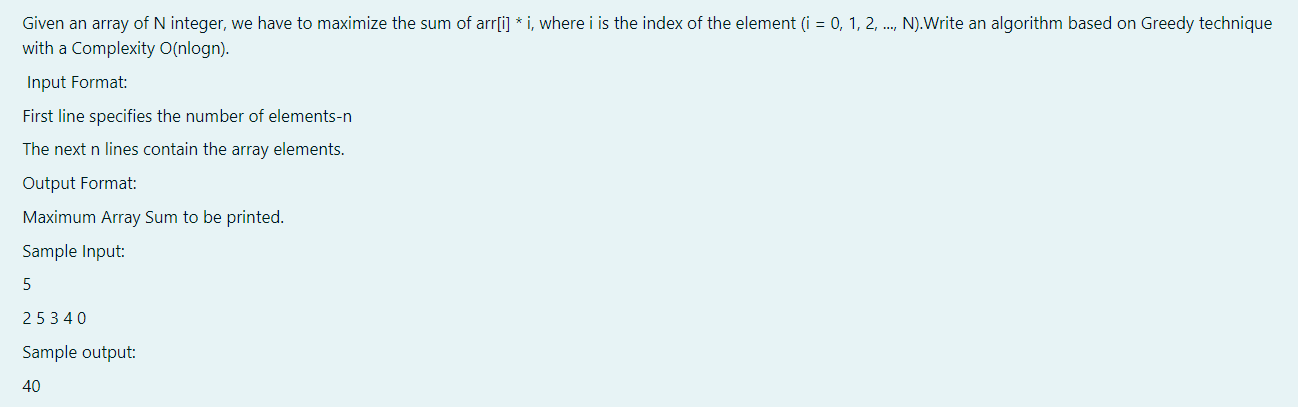 Given an array of N integer, we have to maximize the sum of arr[i] * i, where i is the index of the element (i = 0, 1, 2, ..., N).Write an algorithm based on Greedy technique
with a Complexity O(nlogn).
Input Format:
First line specifies the number of elements-n
The next n lines contain the array elements.
Output Format:
Maximum Array Sum to be printed.
Sample Input:
5
2 5 3 4 0
Sample output:
40